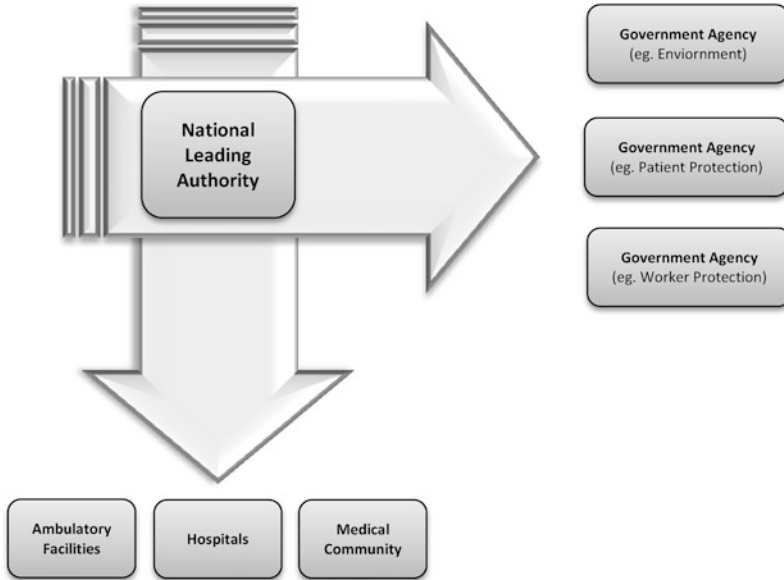 Government Agency
(eg. Enviornment)
National
Leading
Authority
Government Agency
(eg. Patient Protection)
Government Agency
(eg. Worker Protection)
Ambulatory
Facilities
Hospitals
Medical
Community